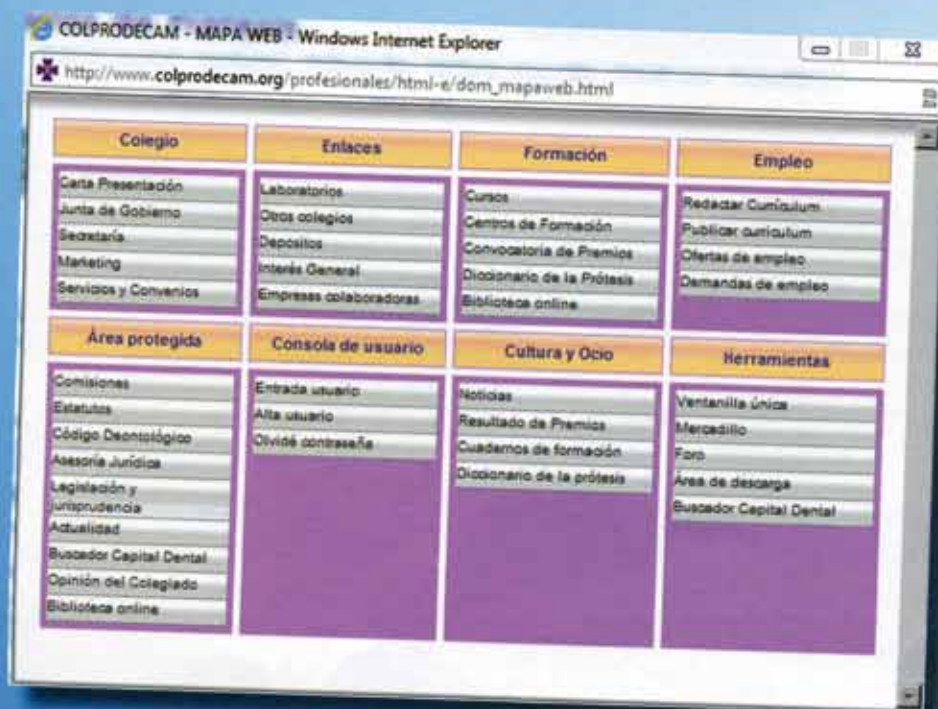 COLPRODECAM - MAPA WEB - Windows Internet Explorer
http://www.colprodecam.org/profesionales/html-e/dom_mapaweb.html
Colegio
Carta Presentación
Junta de Gobierno
Secretaría
Marketing
Servicios y Convenios
Enlaces
Laboratorios
Otros colegios
Depósitos
Interés General
Empresas colaboradoras
Formación
Cursos
Centros de Formación
Convocatoria de Premios
Diccionario de la Prótesis
Biblioteca online
Empleo
Redactar Currículum
Publicar curriculum
Ofertas de empleo
Demandas de empleo
Área protegida
Comisiones
Estatutos
Código Deontológico
Asesoría Jurídica
Legislación y
jurisprudencia
Actualidad
Buscador Capital Dental
Opinión del Colegiado
Biblioteca online
Consola de usuario
Entrada usuario
Alta usuario
Olvidé contraseña
Cultura y Ocio
Noticias
Resultado de Premios
Cuadernos de formación
Diccionario de la prótesis
Herramientas
Ventanilla única
Mercadillo
Foro
Área de descarga
Buscador Capital Dental